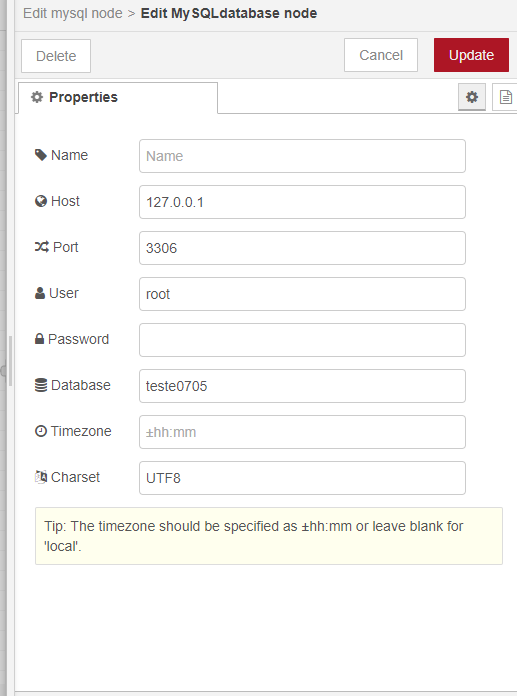 Edit mysql node > Edit MySQLdatabase node
Delete
Cancel
Update
Properties
Name
Name
Host
127.0.0.1
Port
3306
User
root
Password
Database
teste0705
Timezone
±hh:mm
Charset
UTF8
Tip: The timezone should be specified as ±hh:mm or leave blank for
'local'.